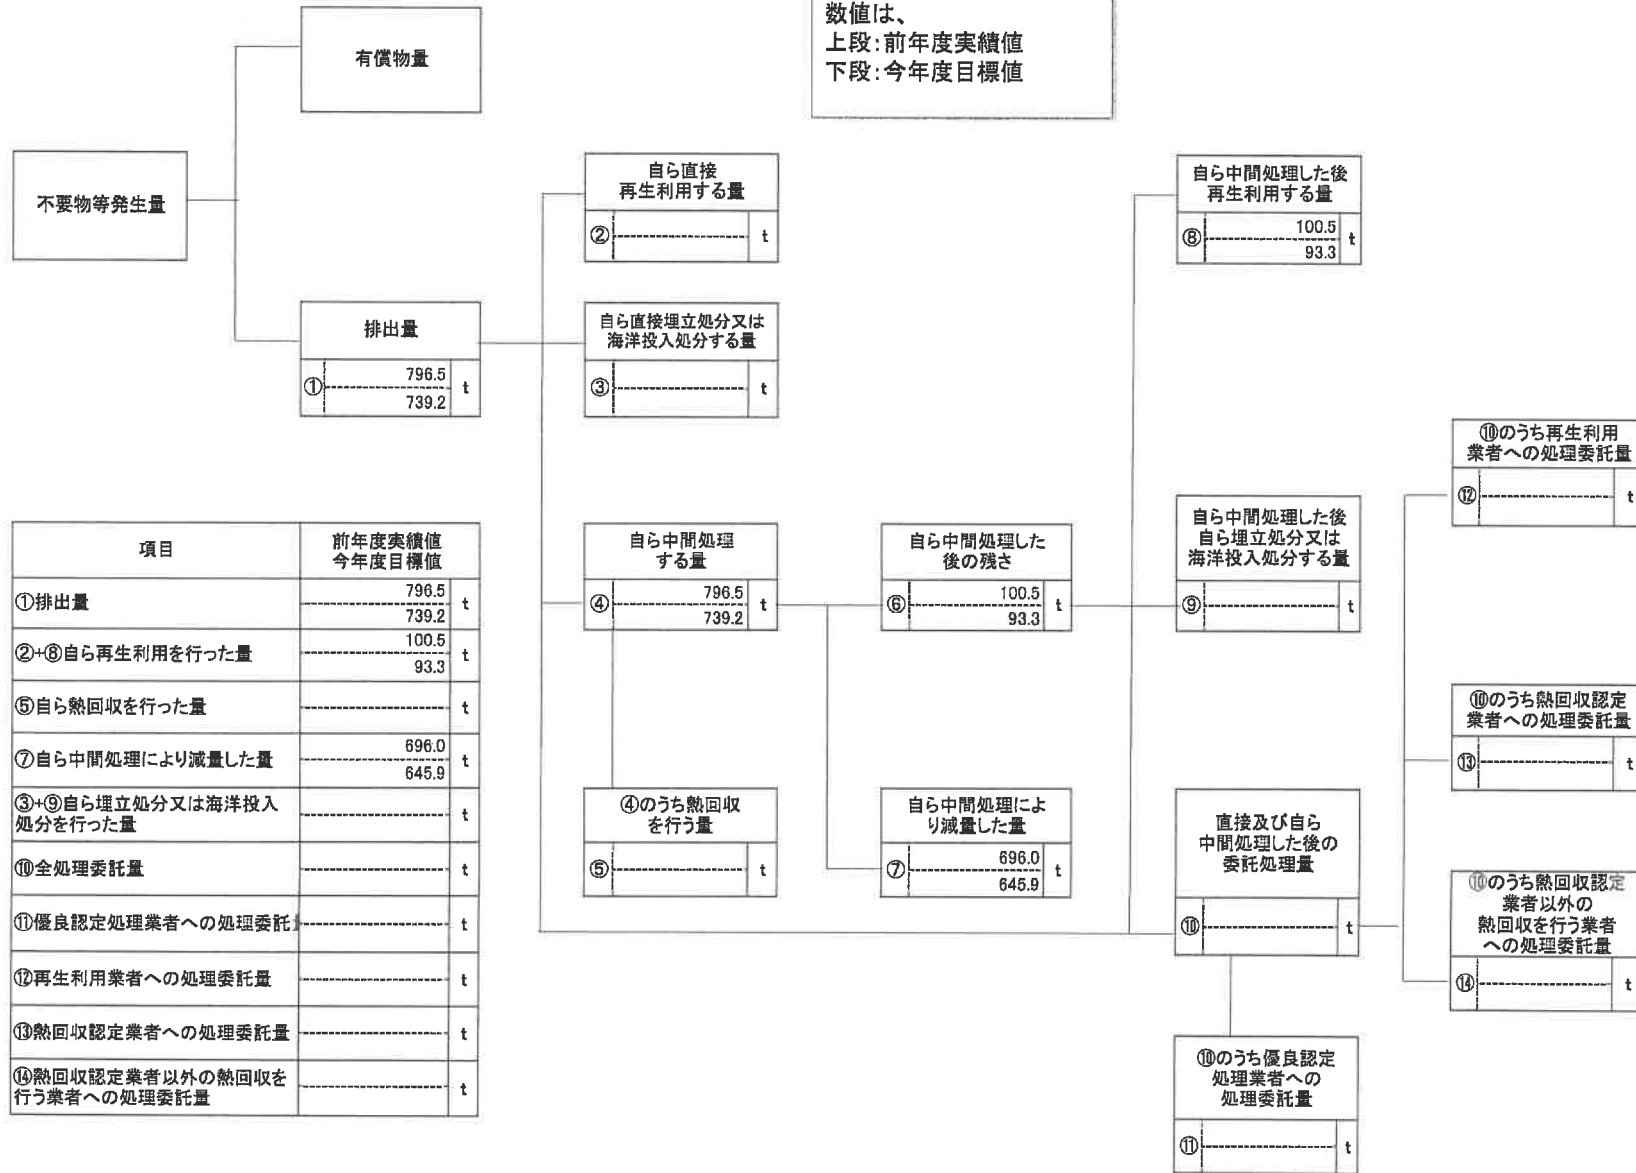 数値は、
上段:前年度実績値
下段:今年度目標値
有償物量
不要物等発生量
排出量
① 796.5 t
739.2
自ら直接
再生利用する量
② t
自ら直接埋立処分又は
海洋投入処分する量
③ t
自ら中間処理した後
再生利用する量
⑧ 100.5 t
93.3
自ら中間処理
する量
④ 796.5 t
739.2
自ら中間処理した
後の残さ
⑥ 100.5 t
93.3
自ら中間処理した後
自ら埋立処分又は
海洋投入処分する量
⑨ t
④のうち熱回収
を行う量
⑤ t
自ら中間処理によ
り減量した量
⑦ 696.0 t
645.9
直接及び自ら
中間処理した後の
委託処理量
⑩ t
⑩のうち優良認定
処理業者への
処理委託量
⑪ t
⑩のうち再生利用
業者への処理委託量
⑫ t
⑩のうち熱回収認定
業者への処理委託量
⑬ t
⑩のうち熱回収認定
業者以外の
熱回収を行う業者
への処理委託量
⑭ t
項目 前年度実績値
今年度目標値
①排出量 796.5 t
739.2
②+⑧自ら再生利用を行った量 100.5 t
93.3
⑤自ら熱回収を行った量 t
⑦自ら中間処理により減量した量 696.0 t
645.9
③+⑨自ら埋立処分又は海洋投入
処分を行った量 t
⑩全処理委託量 t
⑪優良認定処理業者への処理委託 t
⑫再生利用業者への処理委託量 t
⑬熱回収認定業者への処理委託量 t
⑭熱回収認定業者以外の熱回収を
行う業者への処理委託量 t